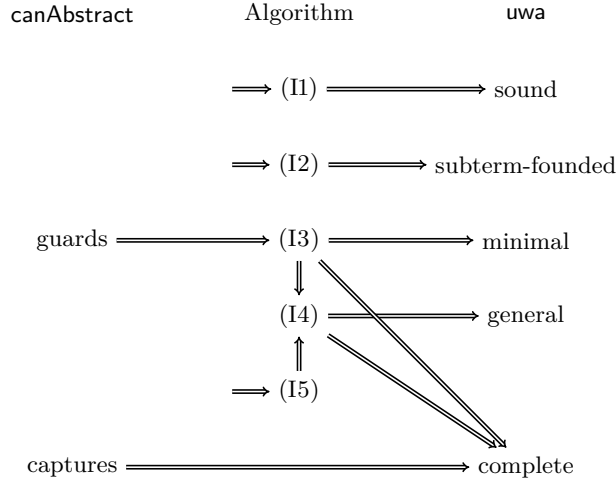 canAbstract Algorithm uwa
(I1) sound
(I2) subterm-founded
guards (I3) minimal
(I4) general
(I5)
captures complete